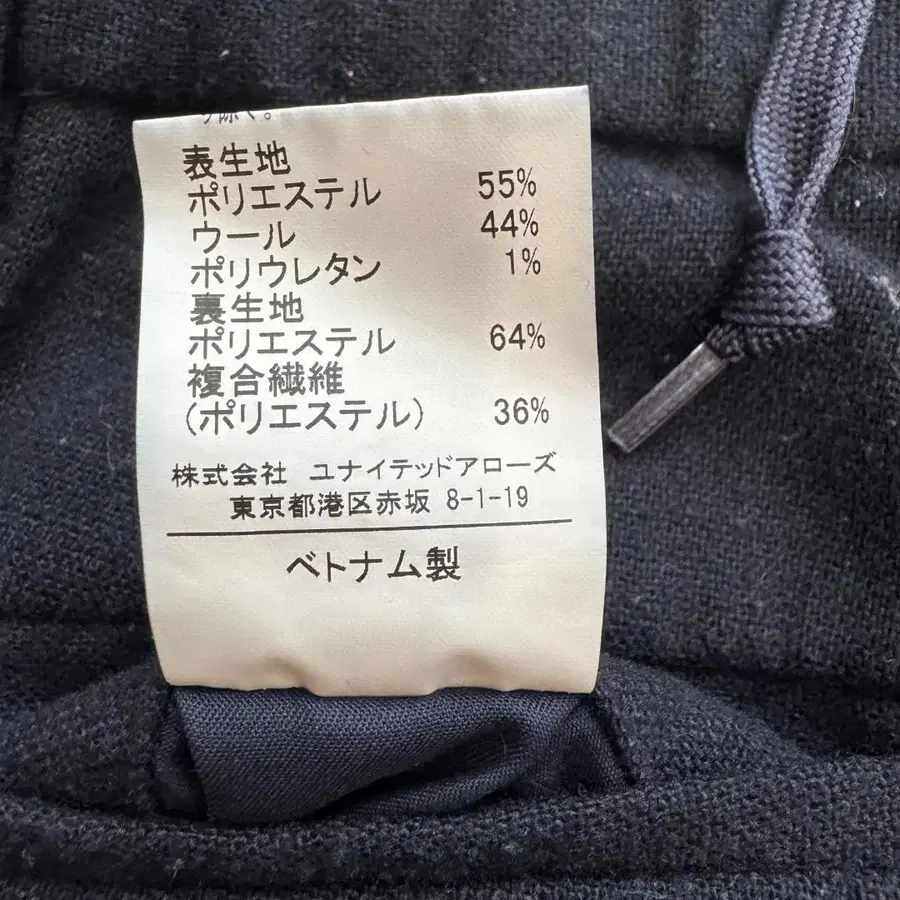 く。
表生地
ポリエステル 55%
ウール 44%
ポリウレタン 1%
裏生地
ポリエステル 64%
複合繊維
(ポリエステル) 36%
株式会社 ユナイテッドアローズ
東京都港区赤坂 8-1-19
ベトナム製